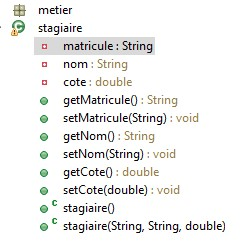 metier
stagiaire
matricule : String
nom : String
cote : double
getMatricule() : String
setMatricule(String) : void
getNom() : String
setNom(String) : void
getCote() : double
setCote(double) : void
c stagiaire()
c stagiaire(String, String, double)